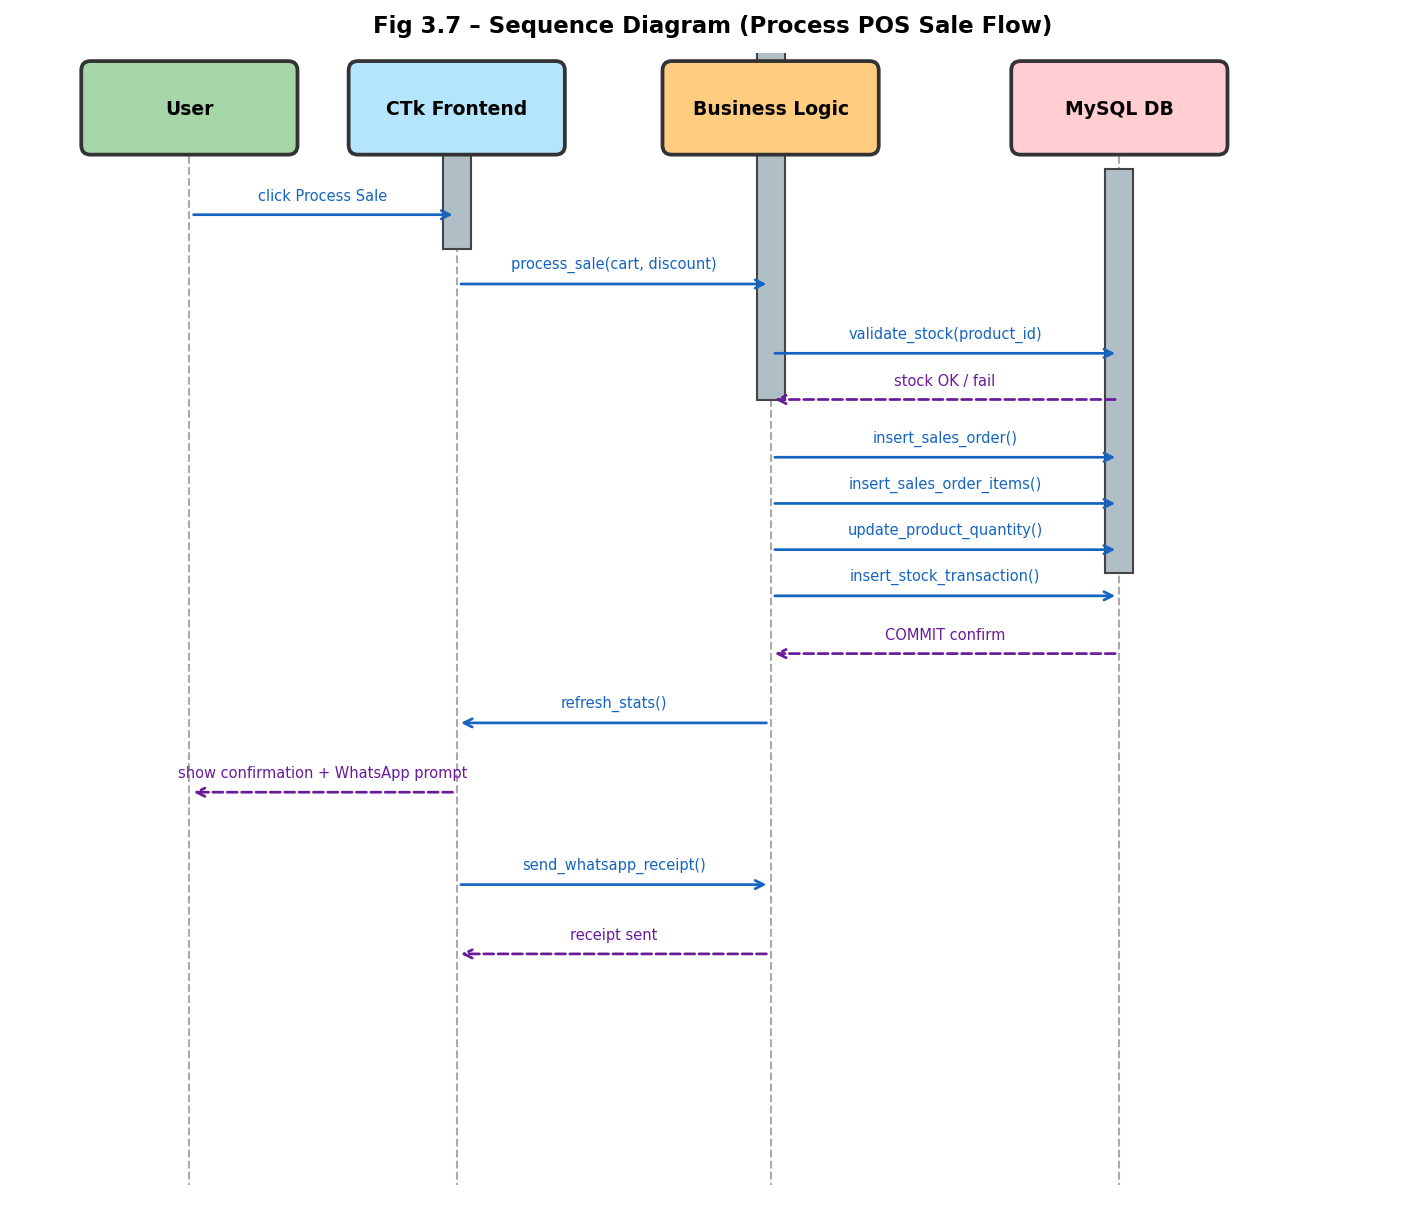 Fig 3.7 – Sequence Diagram (Process POS Sale Flow)
User
CTk Frontend
Business Logic
MySQL DB
click Process Sale
process_sale(cart, discount)
validate_stock(product_id)
stock OK / fail
insert_sales_order()
insert_sales_order_items()
update_product_quantity()
insert_stock_transaction()
COMMIT confirm
refresh_stats()
show confirmation + WhatsApp prompt
send_whatsapp_receipt()
receipt sent